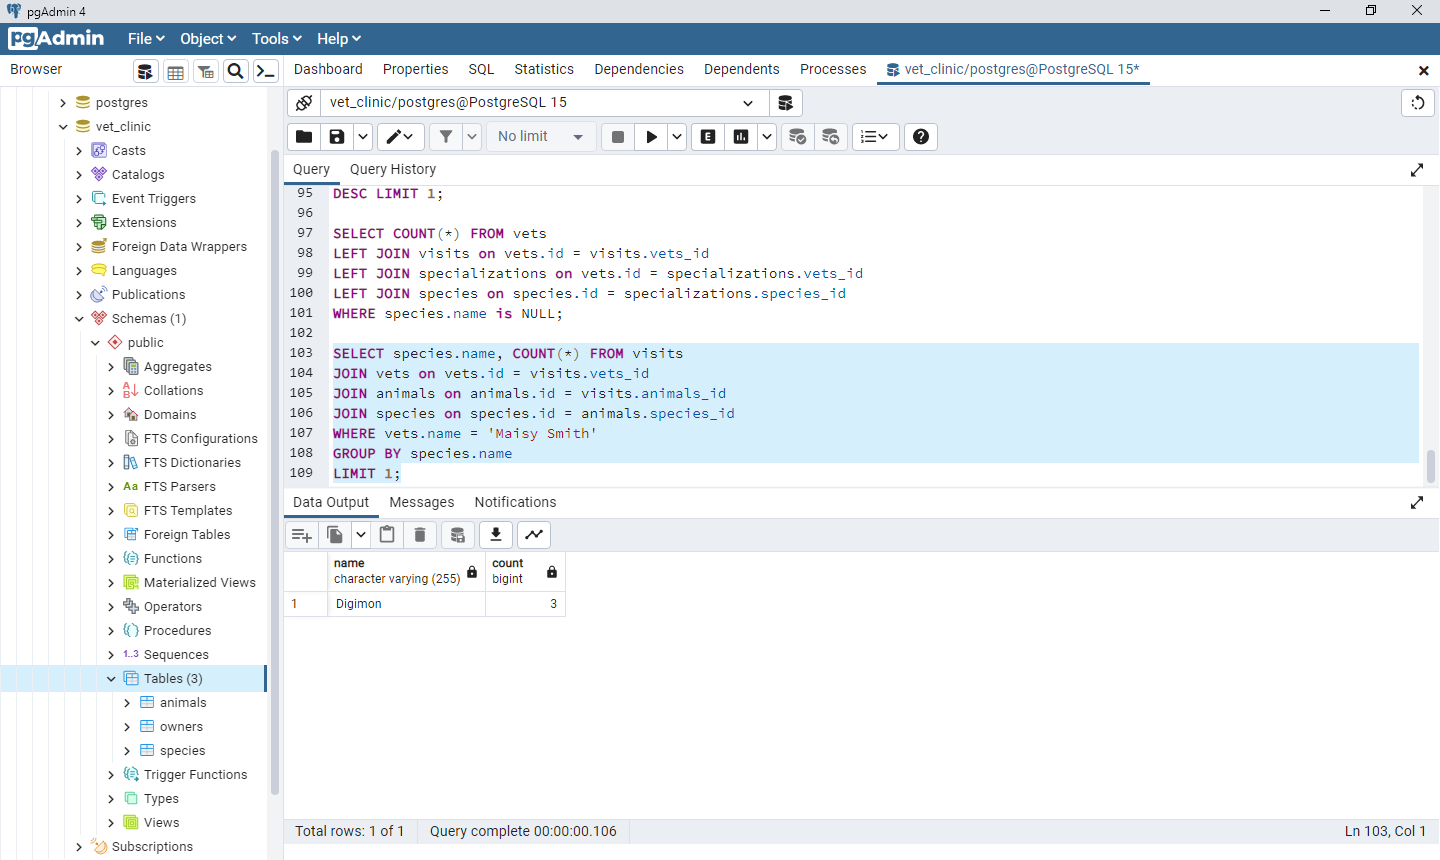 pgAdmin 4
pgAdmin File Object Tools Help
Browser
Dashboard Properties SQL Statistics Dependencies Dependents Processes vet_clinic/postgres@PostgreSQL 15*
postgres
vet_clinic
Casts
Catalogs
Event Triggers
Extensions
Foreign Data Wrappers
Languages
Publications
Schemas (1)
public
Aggregates
Collations
Domains
FTS Configurations
FTS Dictionaries
Aa FTS Parsers
FTS Templates
Foreign Tables
Functions
Materialized Views
Operators
Procedures
1..3 Sequences
Tables (3)
animals
owners
species
Trigger Functions
Types
Views
Subscriptions
vet_clinic/postgres@PostgreSQL 15
No limit
E
Query Query History
95 DESC LIMIT 1;
96
97 SELECT COUNT(*) FROM vets
98 LEFT JOIN visits on vets.id = visits.vets_id
99 LEFT JOIN specializations on vets.id = specializations.vets_id
100 LEFT JOIN species on species.id = specializations.species_id
101 WHERE species.name is NULL;
102
103 SELECT species.name, COUNT(*) FROM visits
104 JOIN vets on vets.id = visits.vets_id
105 JOIN animals on animals.id = visits.animals_id
106 JOIN species on species.id = animals.species_id
107 WHERE vets.name = 'Maisy Smith'
108 GROUP BY species.name
109 LIMIT 1;
Data Output Messages Notifications
name count
character varying (255) bigint
1 Digimon 3
Total rows: 1 of 1 Query complete 00:00:00.106 Ln 103, Col 1